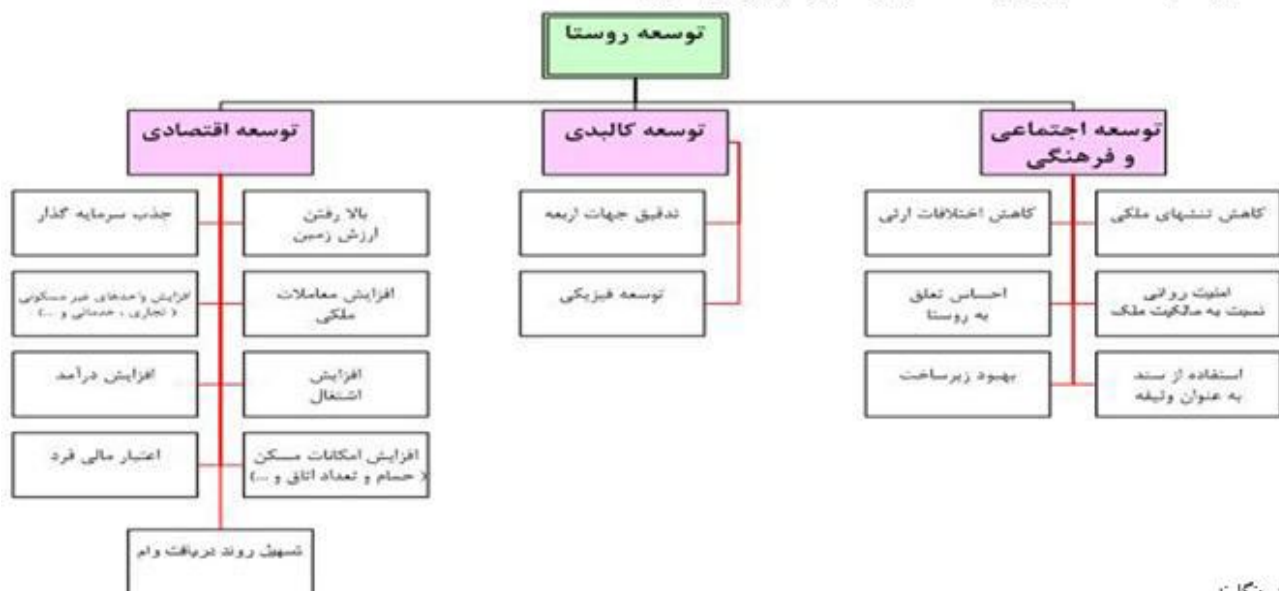 توسعه روستا
توسعه اجتماعی
و فرهنگی
توسعه کالبدی
توسعه اقتصادی
کاهش تنشهای ملکی
کاهش اختلافات ارثی
امنیت روانی
نسبت به مالکیت ملک
احساس تعلق
به روستا
استفاده از سند
به عنوان وثیقه
بهبود زیرساخت
تدقیق جهات اربعه
توسعه فیزیکی
بالا رفتن
ارزش زمین
جذب سرمایه گذار
افزایش معاملات
ملکی
افزایش واحدهای غیر مسکونی
( تجاری ، خدماتی و ...)
افزایش
اشتغال
افزایش درآمد
افزایش امکانات مسکن
( حمام و تعداد اتاق و ...)
اعتبار مالی فرد
تسهیل روند دریافت وام